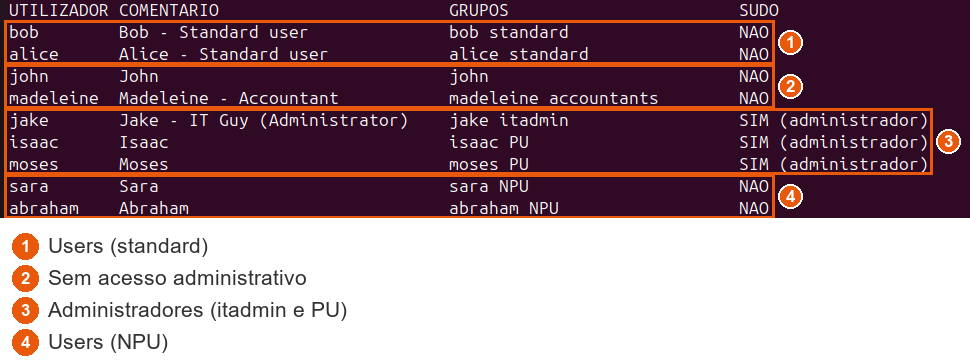 UTILIZADOR COMENTARIO GRUPOS SUDO
bob Bob - Standard user bob standard NAO
alice Alice - Standard user alice standard NAO
1
john John john NAO
madeleine Madeleine - Accountant madeleine accountants NAO
2
jake Jake - IT Guy (Administrator) jake itadmin SIM (administrador)
isaac Isaac isaac PU SIM (administrador)
moses Moses moses PU SIM (administrador)
3
sara Sara sara NPU NAO
abraham Abraham abraham NPU NAO
4
1 Users (standard)
2 Sem acesso administrativo
3 Administradores (itadmin e PU)
4 Users (NPU)